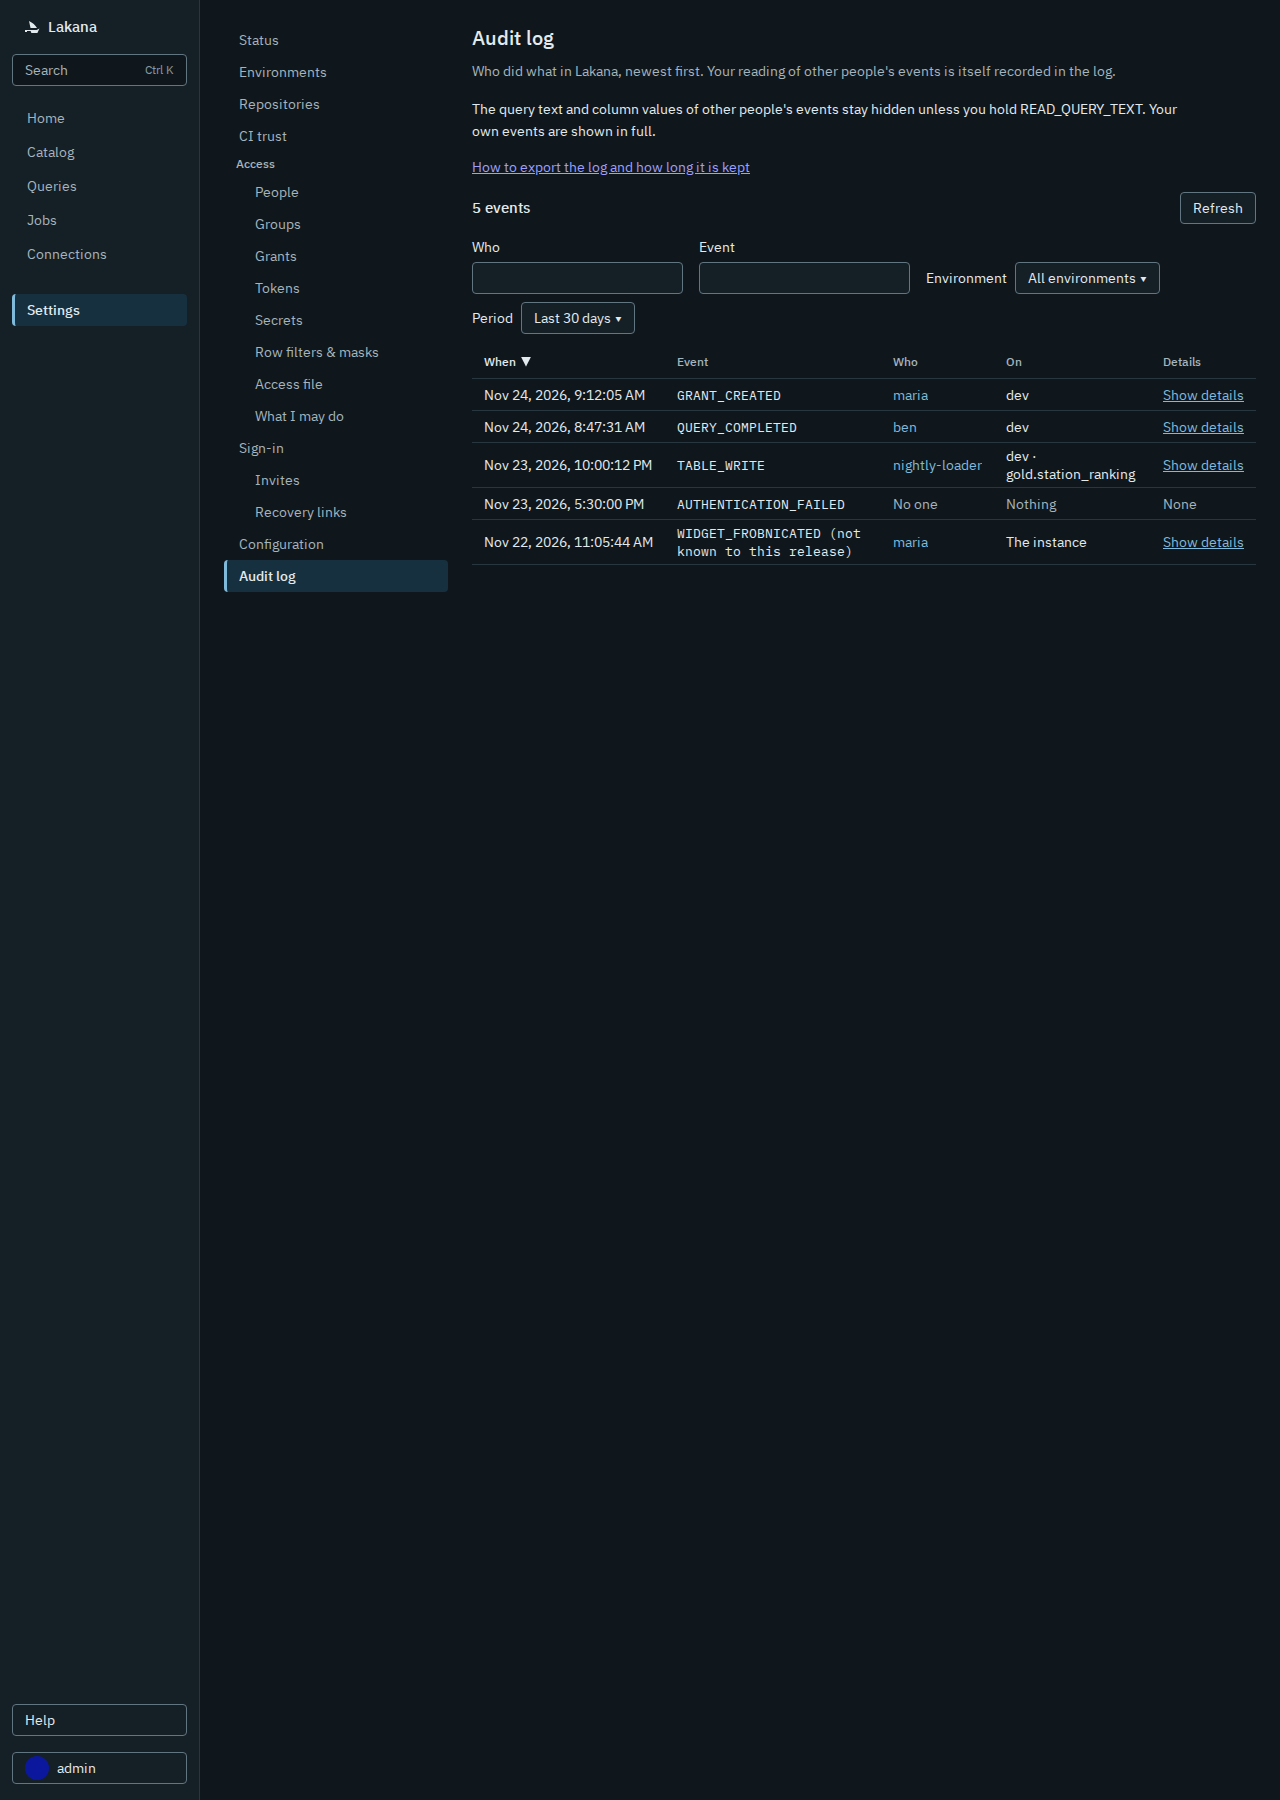 Lakana
Search Ctrl K
Home
Catalog
Queries
Jobs
Connections
Settings
Help
admin
Status
Environments
Repositories
CI trust
Access
People
Groups
Grants
Tokens
Secrets
Row filters & masks
Access file
What I may do
Sign-in
Invites
Recovery links
Configuration
Audit log
Audit log
Who did what in Lakana, newest first. Your reading of other people's events is itself recorded in the log.
The query text and column values of other people's events stay hidden unless you hold READ_QUERY_TEXT. Your
own events are shown in full.
How to export the log and how long it is kept
5 events Refresh
Who Event
Environment All environments ▾
Period Last 30 days ▾
When ▼ Event Who On Details
Nov 24, 2026, 9:12:05 AM GRANT_CREATED maria dev Show details
Nov 24, 2026, 8:47:31 AM QUERY_COMPLETED ben dev Show details
Nov 23, 2026, 10:00:12 PM TABLE_WRITE nightly-loader dev · Show details
gold.station_ranking
Nov 23, 2026, 5:30:00 PM AUTHENTICATION_FAILED No one Nothing None
Nov 22, 2026, 11:05:44 AM WIDGET_FROBNICATED (not maria The instance Show details
known to this release)